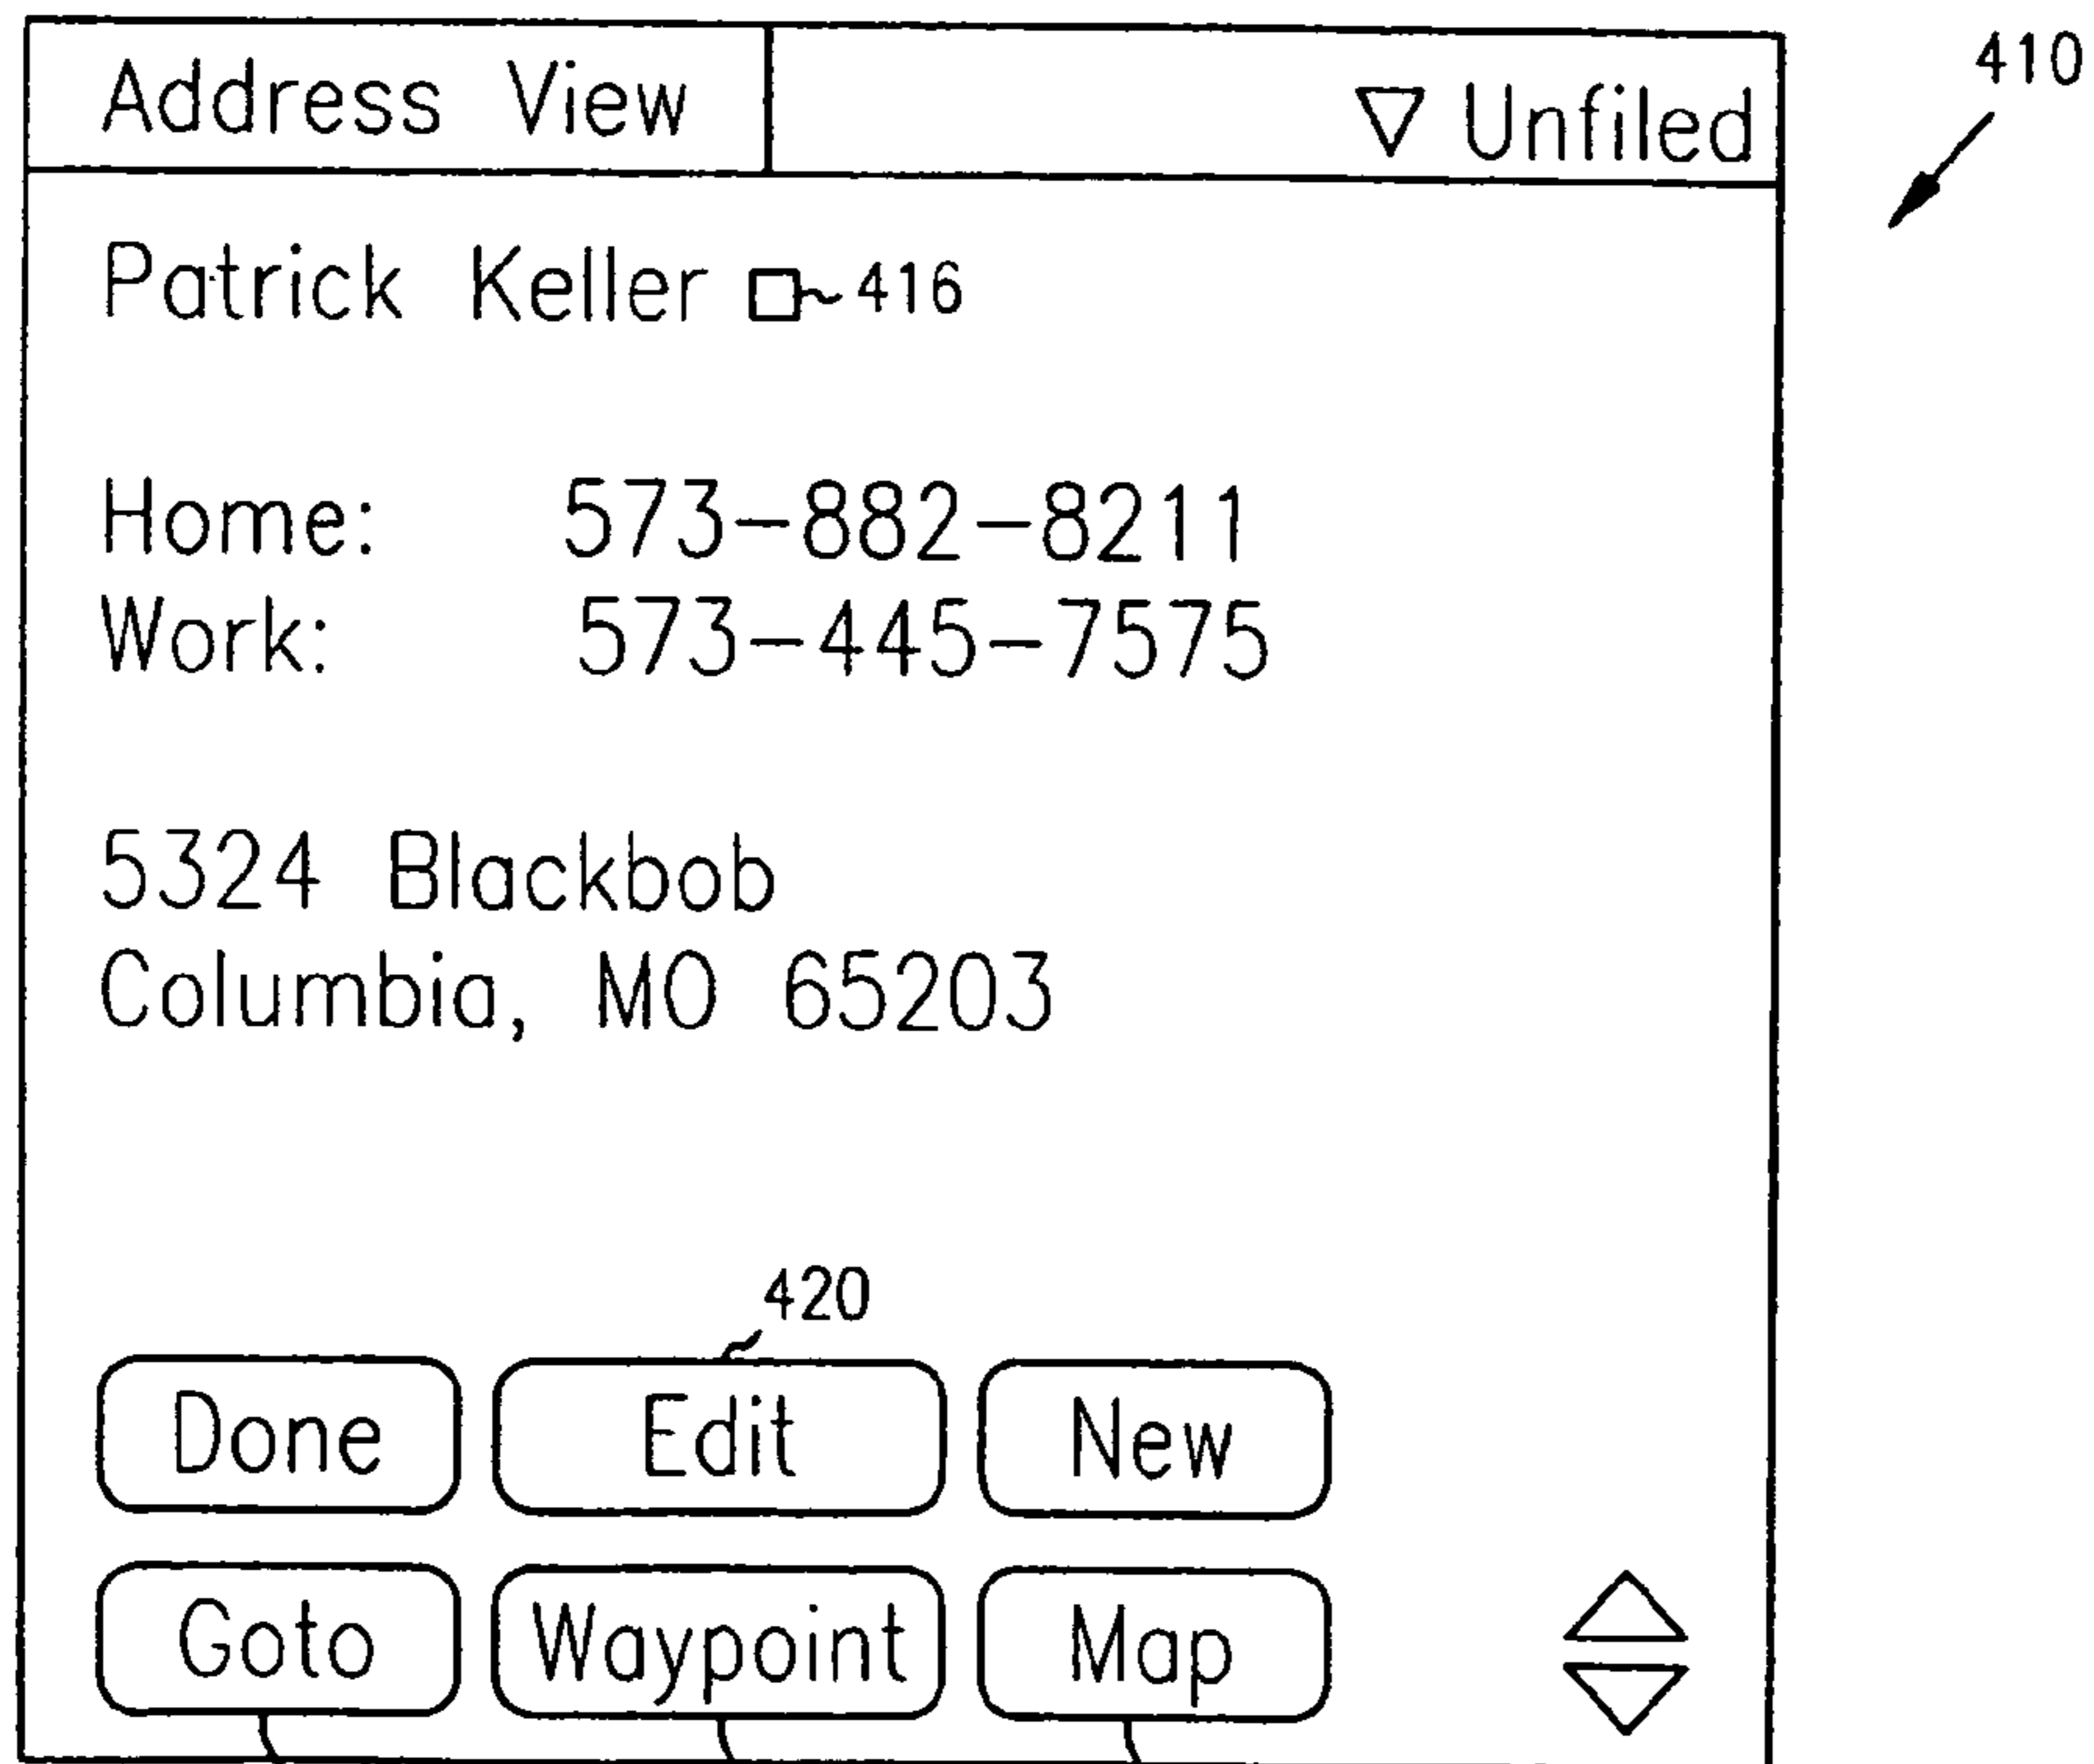 Address View ▽ Unfiled 410
Patrick Keller 416
Home: 573-882-8211
Work: 573-445-7575
5324 Blackbob
Columbia, MO 65203
420
Done Edit New
Goto Waypoint Map